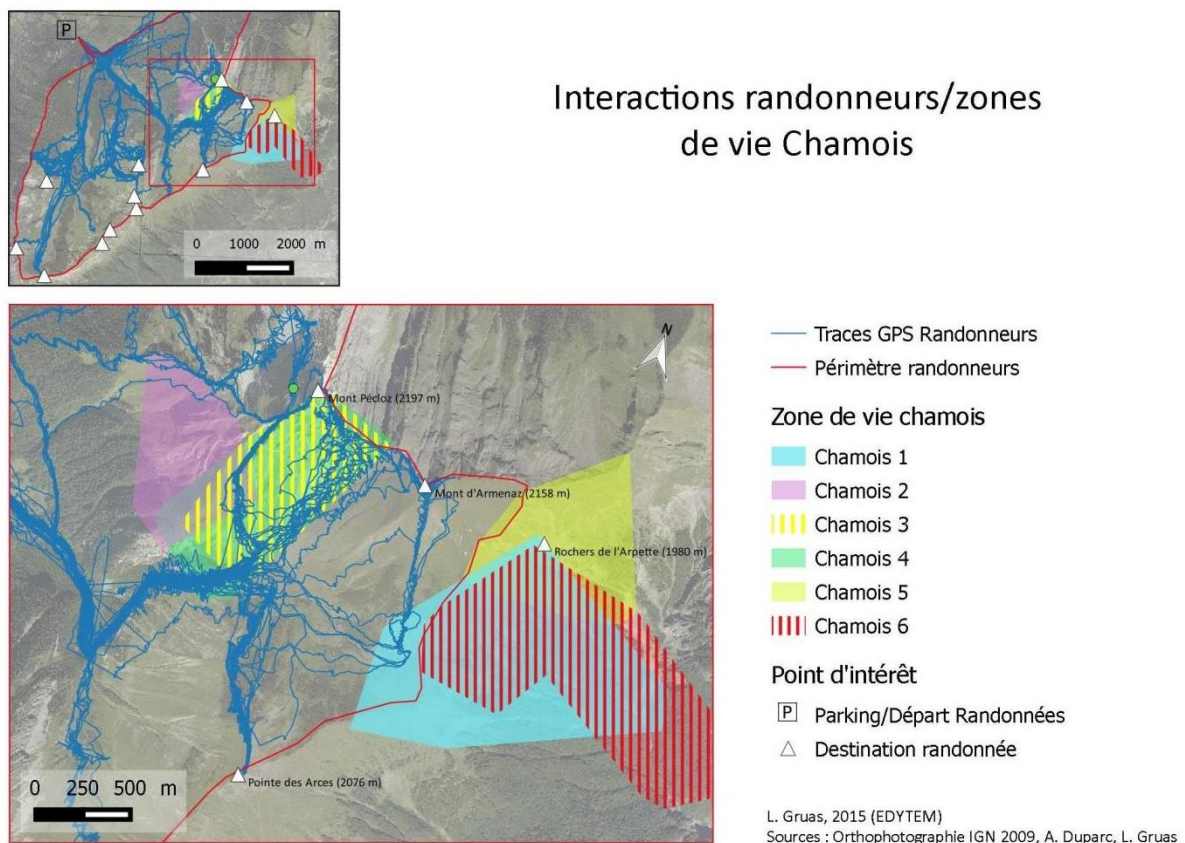 P
0 1000 2000 m
Interactions randonneurs/zones
de vie Chamois
N
Mont Pécloz (2197 m)
Mont d'Armenaz (2158 m)
Rochers de l'Arpette (1980 m)
Pointe des Arces (2076 m)
0 250 500 m
Traces GPS Randonneurs
Périmètre randonneurs
Zone de vie chamois
Chamois 1
Chamois 2
Chamois 3
Chamois 4
Chamois 5
Chamois 6
Point d'intérêt
P Parking/Départ Randonnées
Destination randonnée
L. Gruas, 2015 (EDYTEM)
Sources : Orthophotographie IGN 2009, A. Duparc, L. Gruas